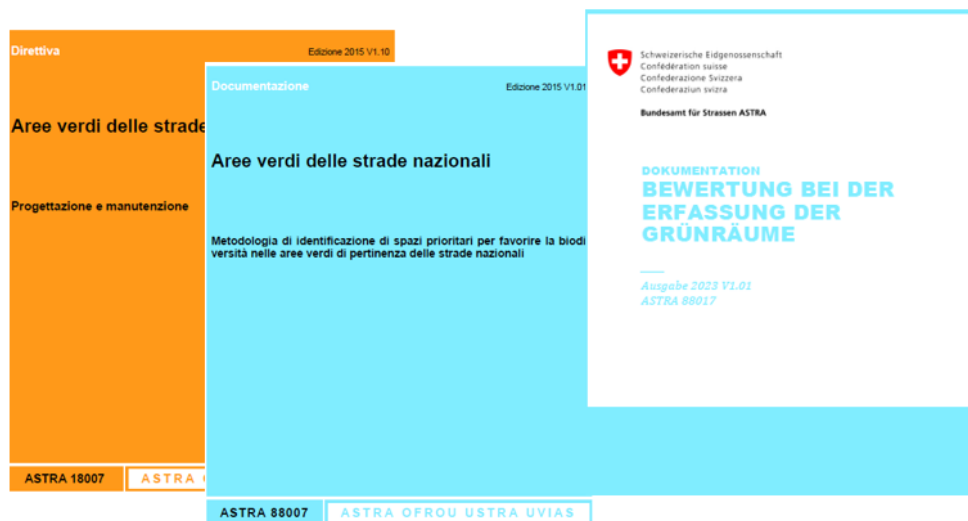 Direttiva
Edizione 2015 V1.10
Aree verdi delle strade
Progettazione e manutenzione
ASTRA 18007
ASTRA
Documentazione
Edizione 2015 V1.01
Aree verdi delle strade nazionali
Metodologia di identificazione di spazi prioritari per favorire la biodi
versità nelle aree verdi di pertinenza delle strade nazionali
ASTRA 88007
ASTRA OFROU USTRA UVIAS
Schweizerische Eidgenossenschaft
Confédération suisse
Confederazione Svizzera
Confederaziun svizra
Bundesamt für Strassen ASTRA
DOKUMENTATION
BEWERTUNG BEI DER
ERFASSUNG DER
GRÜNRÄUME
Ausgabe 2023 V1.01
ASTRA 88017